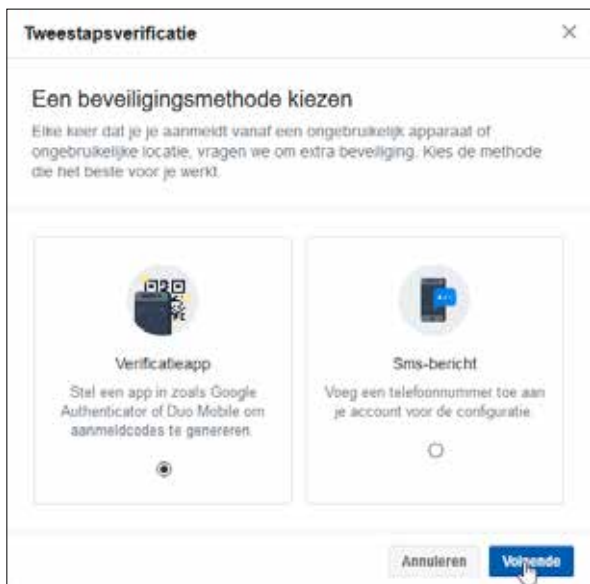 Tweestapsverificatie
Een beveiligingsmethode kiezen
Elke keer dat je je aanmeldt vanaf een ongebruikelijk apparaat of
ongebruikelijke locatie, vragen we om extra beveiliging. Kies de methode
die het beste voor je werkt.
Verificatieapp
Stel een app in zoals Google
Authenticator of Duo Mobile om
aanmeldcodes te genereren.
Sms-bericht
Voeg een telefoonnummer toe aan
je account voor de configuratie.
Annuleren
Volgende